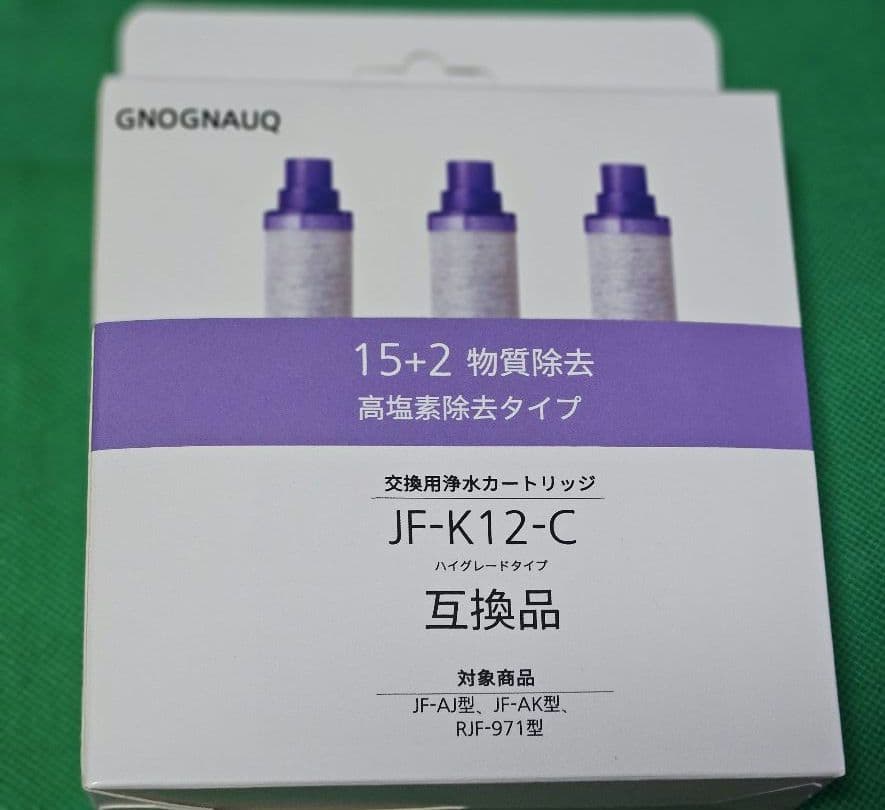 GNOGNAUQ
15+2 物質除去
高塩素除去タイプ
交換用浄水カートリッジ
JF-K12-C
ハイグレードタイプ
互換品
対象商品
JF-AJ型、JF-AK型、
RJF-971型